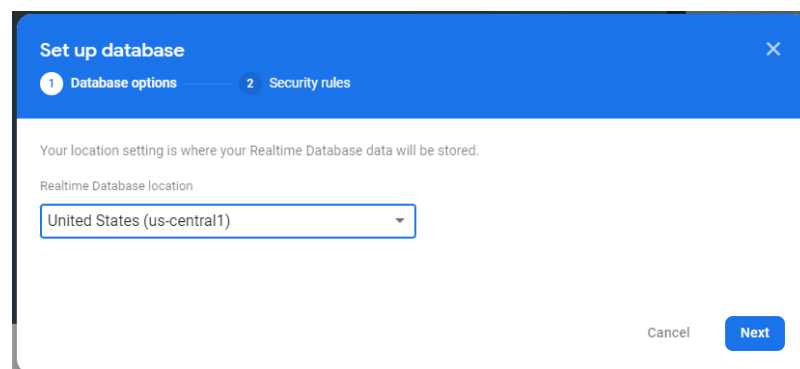 Set up database
1 Database options 2 Security rules
Your location setting is where your Realtime Database data will be stored.
Realtime Database location
United States (us-central1)
Cancel Next